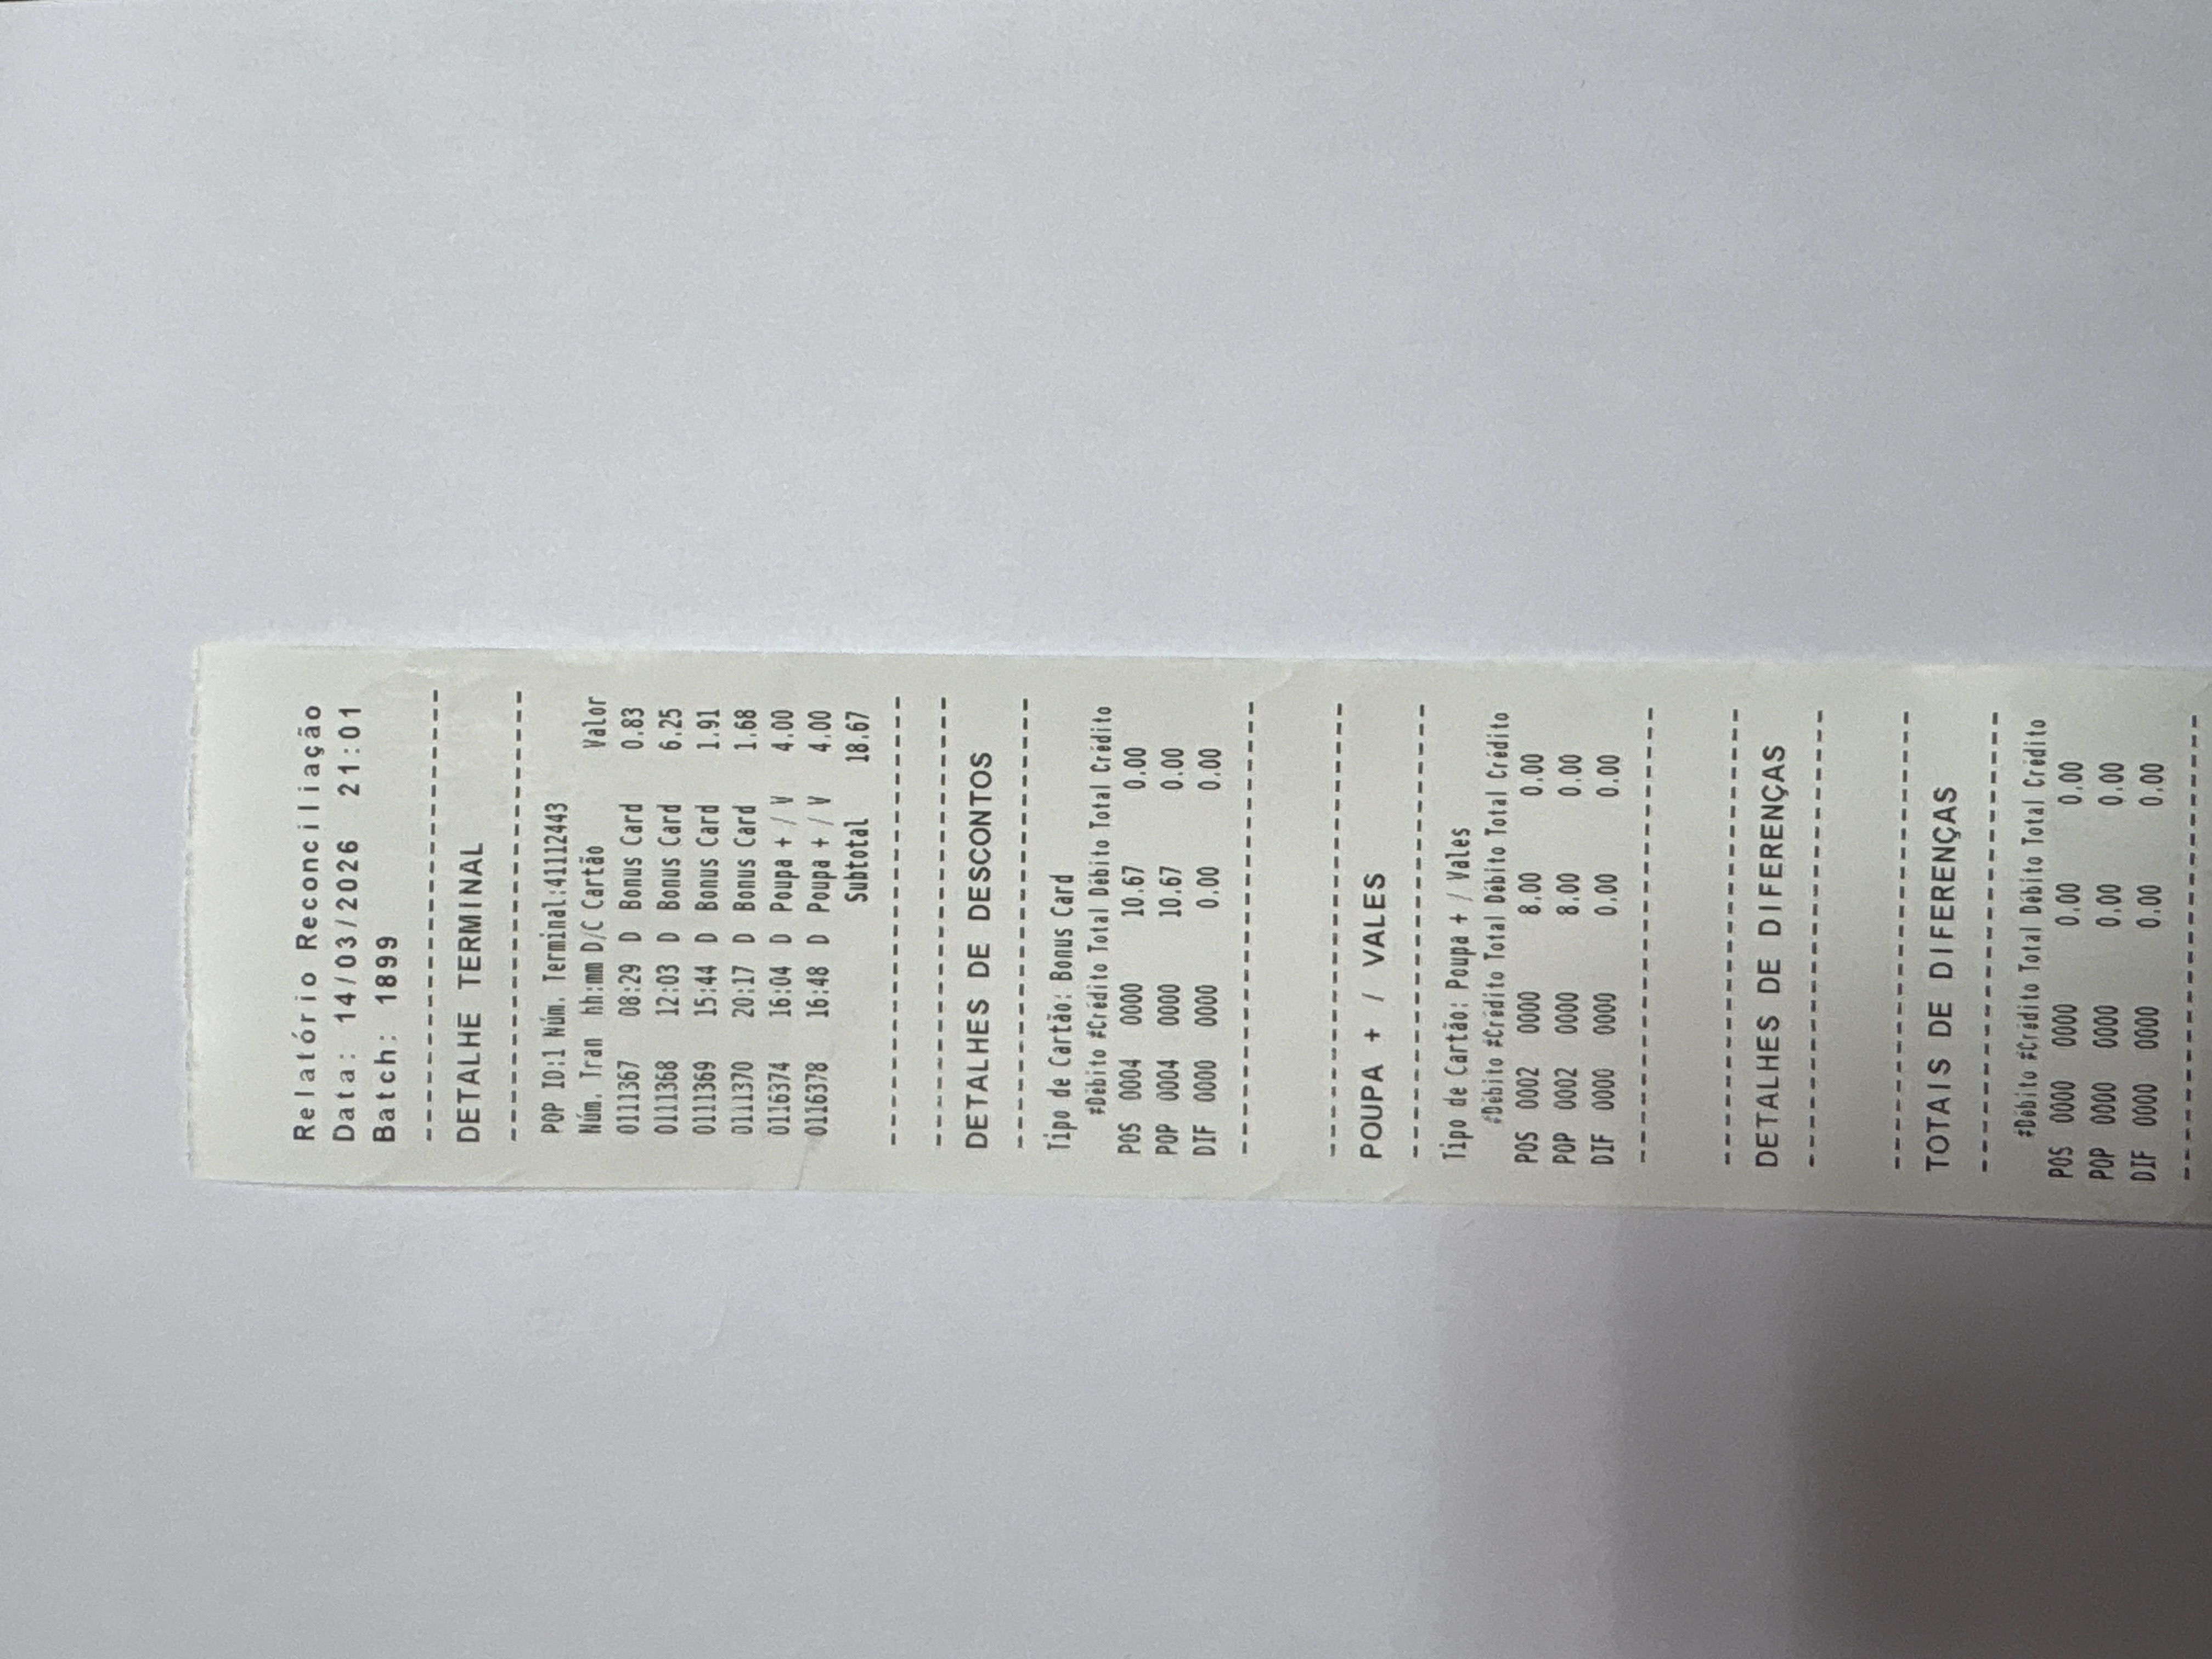 Relatório Reconciliação
Data: 14/03/2026 21:01
Batch: 1899
--------------------------------
DETALHE TERMINAL
--------------------------------
POP ID:1 Núm. Terminal:41112443
Núm. Tran hh:mm D/C Cartão Valor
0111367 08:29 D Bonus Card 0.83
0111368 12:03 D Bonus Card 6.25
0111369 15:44 D Bonus Card 1.91
0111370 20:17 D Bonus Card 1.68
0116374 16:04 D Poupa + / V 4.00
0116378 16:48 D Poupa + / V 4.00
Subtotal 18.67
--------------------------------
--------------------------------
DETALHES DE DESCONTOS
--------------------------------
Tipo de Cartão: Bonus Card
#Débito #Crédito Total Débito Total Crédito
POS 0004 0000 10.67 0.00
POP 0004 0000 10.67 0.00
DIF 0000 0000 0.00 0.00
--------------------------------
--------------------------------
POUPA + / VALES
--------------------------------
Tipo de Cartão: Poupa + / Vales
#Débito #Crédito Total Débito Total Crédito
POS 0002 0000 8.00 0.00
POP 0002 0000 8.00 0.00
DIF 0000 0000 0.00 0.00
--------------------------------
--------------------------------
DETALHES DE DIFERENÇAS
--------------------------------
--------------------------------
TOTAIS DE DIFERENÇAS
--------------------------------
#Débito #Crédito Total Débito Total Crédito
POS 0000 0000 0.00 0.00
POP 0000 0000 0.00 0.00
DIF 0000 0000 0.00 0.00
--------------------------------